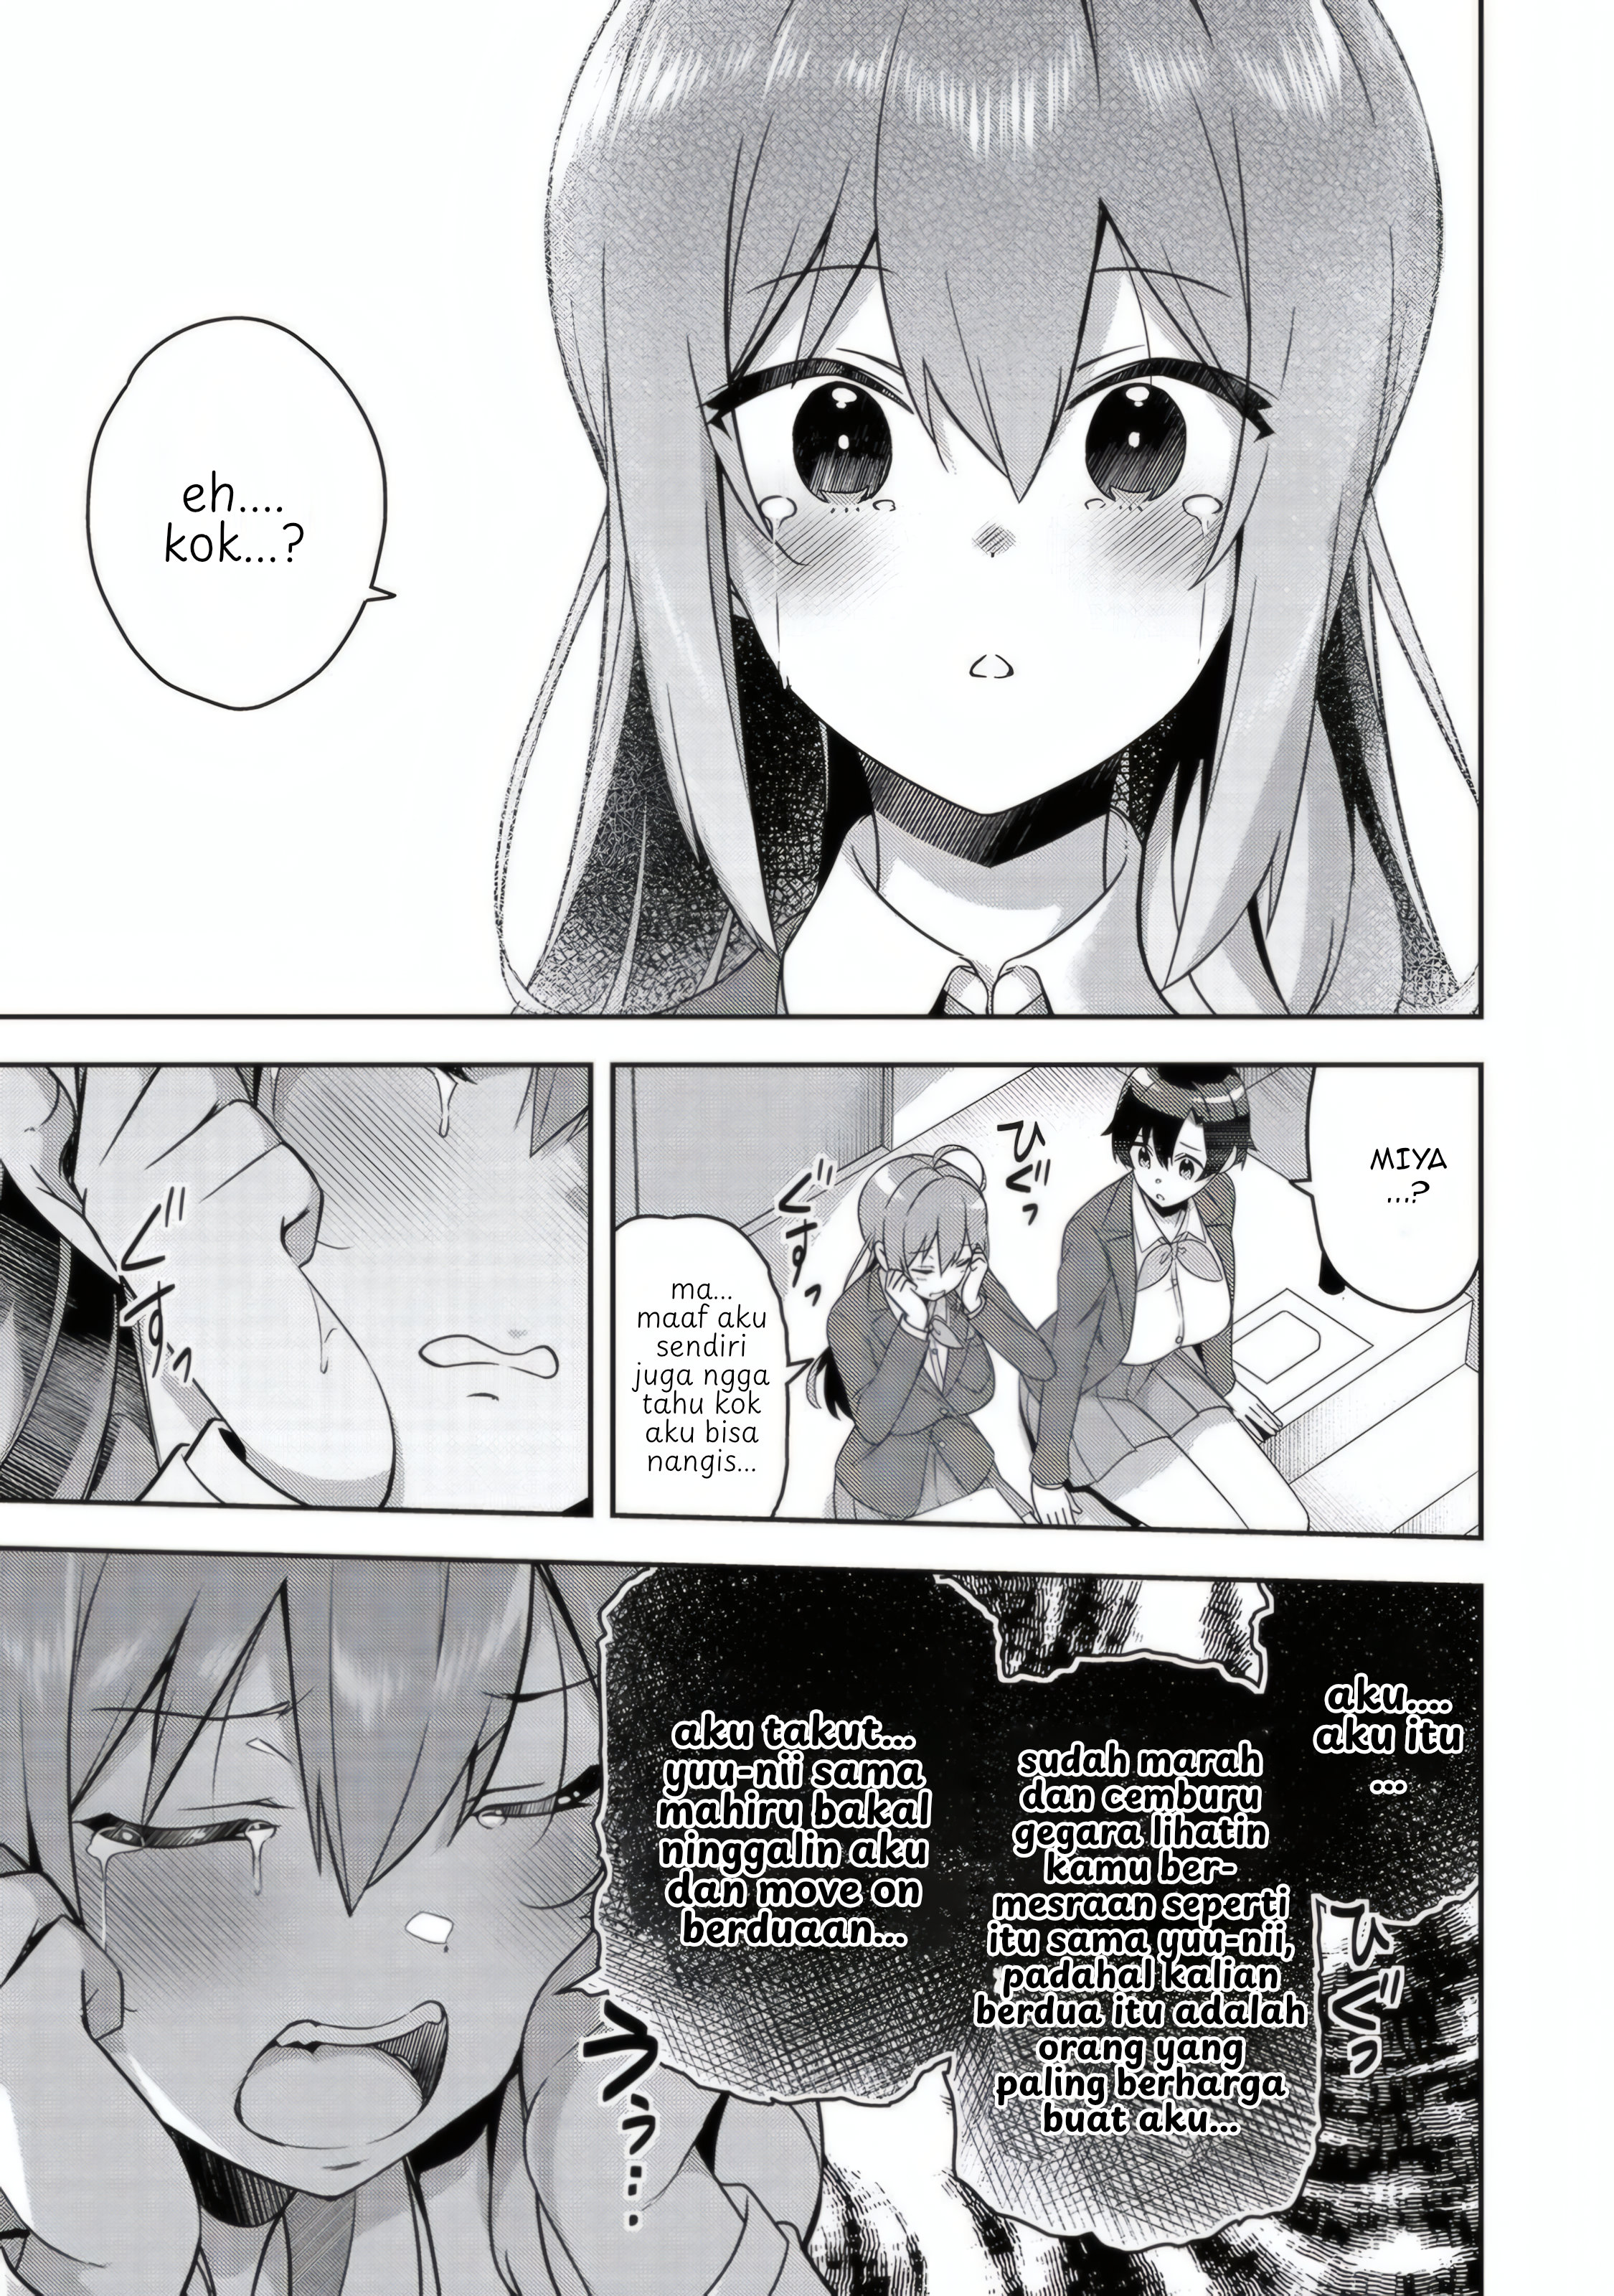 eh....
kok...?
MIYA
...?
ひぐっ
ぐすっ
ma...
maaf aku
sendiri
juga ngga
tahu kok
aku bisa
nangis...
ぐすっ
aku....
aku itu
...
ひぐっ
sudah marah
dan cemburu
gegara lihatin
kamu ber-
mesraan seperti
itu sama yuu-nii,
padahal kalian
berdua itu adalah
orang yang
paling berharga
buat aku...
aku takut...
yuu-nii sama
mahiru bakal
ninggalin aku
dan move on
berduaan...
うぅ...